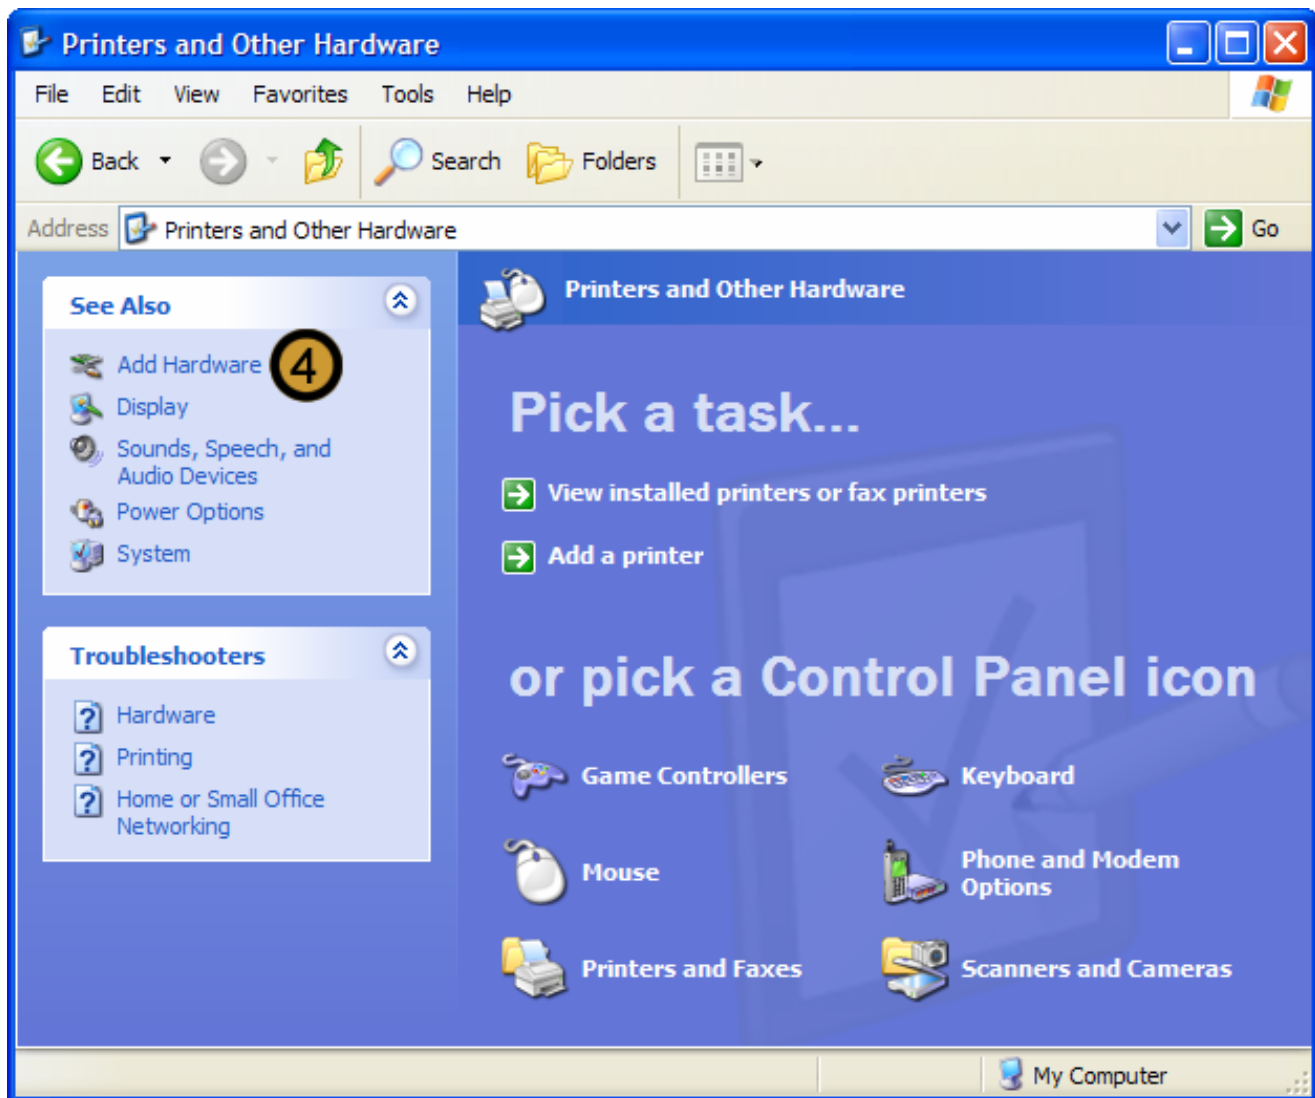 Printers and Other Hardware
File Edit View Favorites Tools Help
Back Search Folders
Address Printers and Other Hardware Go
See Also
Add Hardware 4
Display
Sounds, Speech, and
Audio Devices
Power Options
System
Troubleshooters
Hardware
Printing
Home or Small Office
Networking
Printers and Other Hardware
Pick a task...
View installed printers or fax printers
Add a printer
or pick a Control Panel icon
Game Controllers
Keyboard
Mouse
Phone and Modem
Options
Printers and Faxes
Scanners and Cameras
My Computer